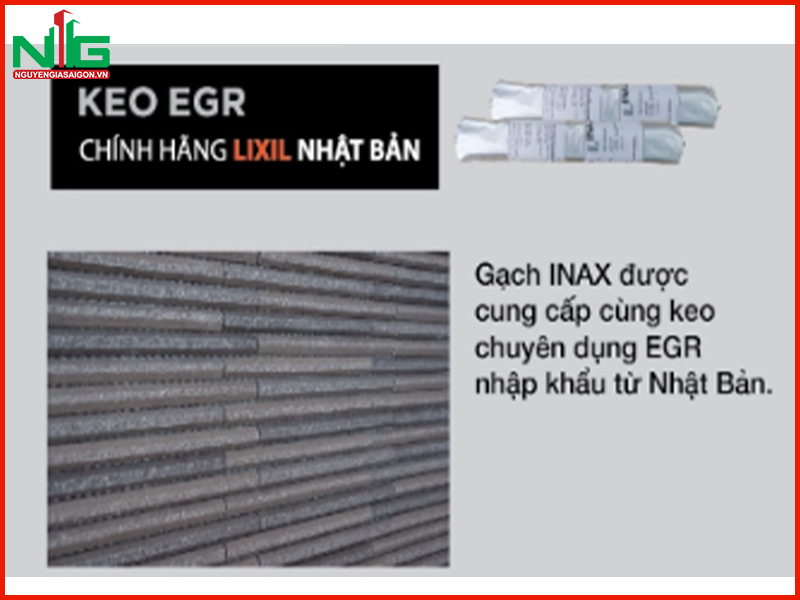 NG
NGUYENGIASAIGON.VN
KEO EGR
CHÍNH HÃNG LIXIL NHẬT BẢN
Gạch INAX được
cung cấp cùng keo
chuyên dụng EGR
nhập khẩu từ Nhật Bản.